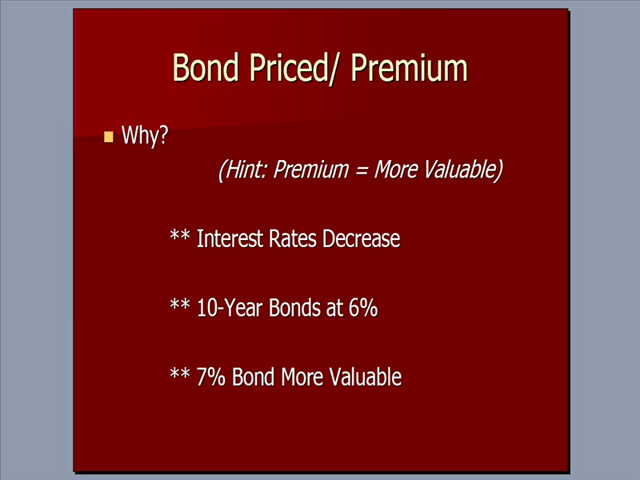 Bond Priced/ Premium
Why?
(Hint: Premium = More Valuable)
** Interest Rates Decrease
** 10-Year Bonds at 6%
** 7% Bond More Valuable